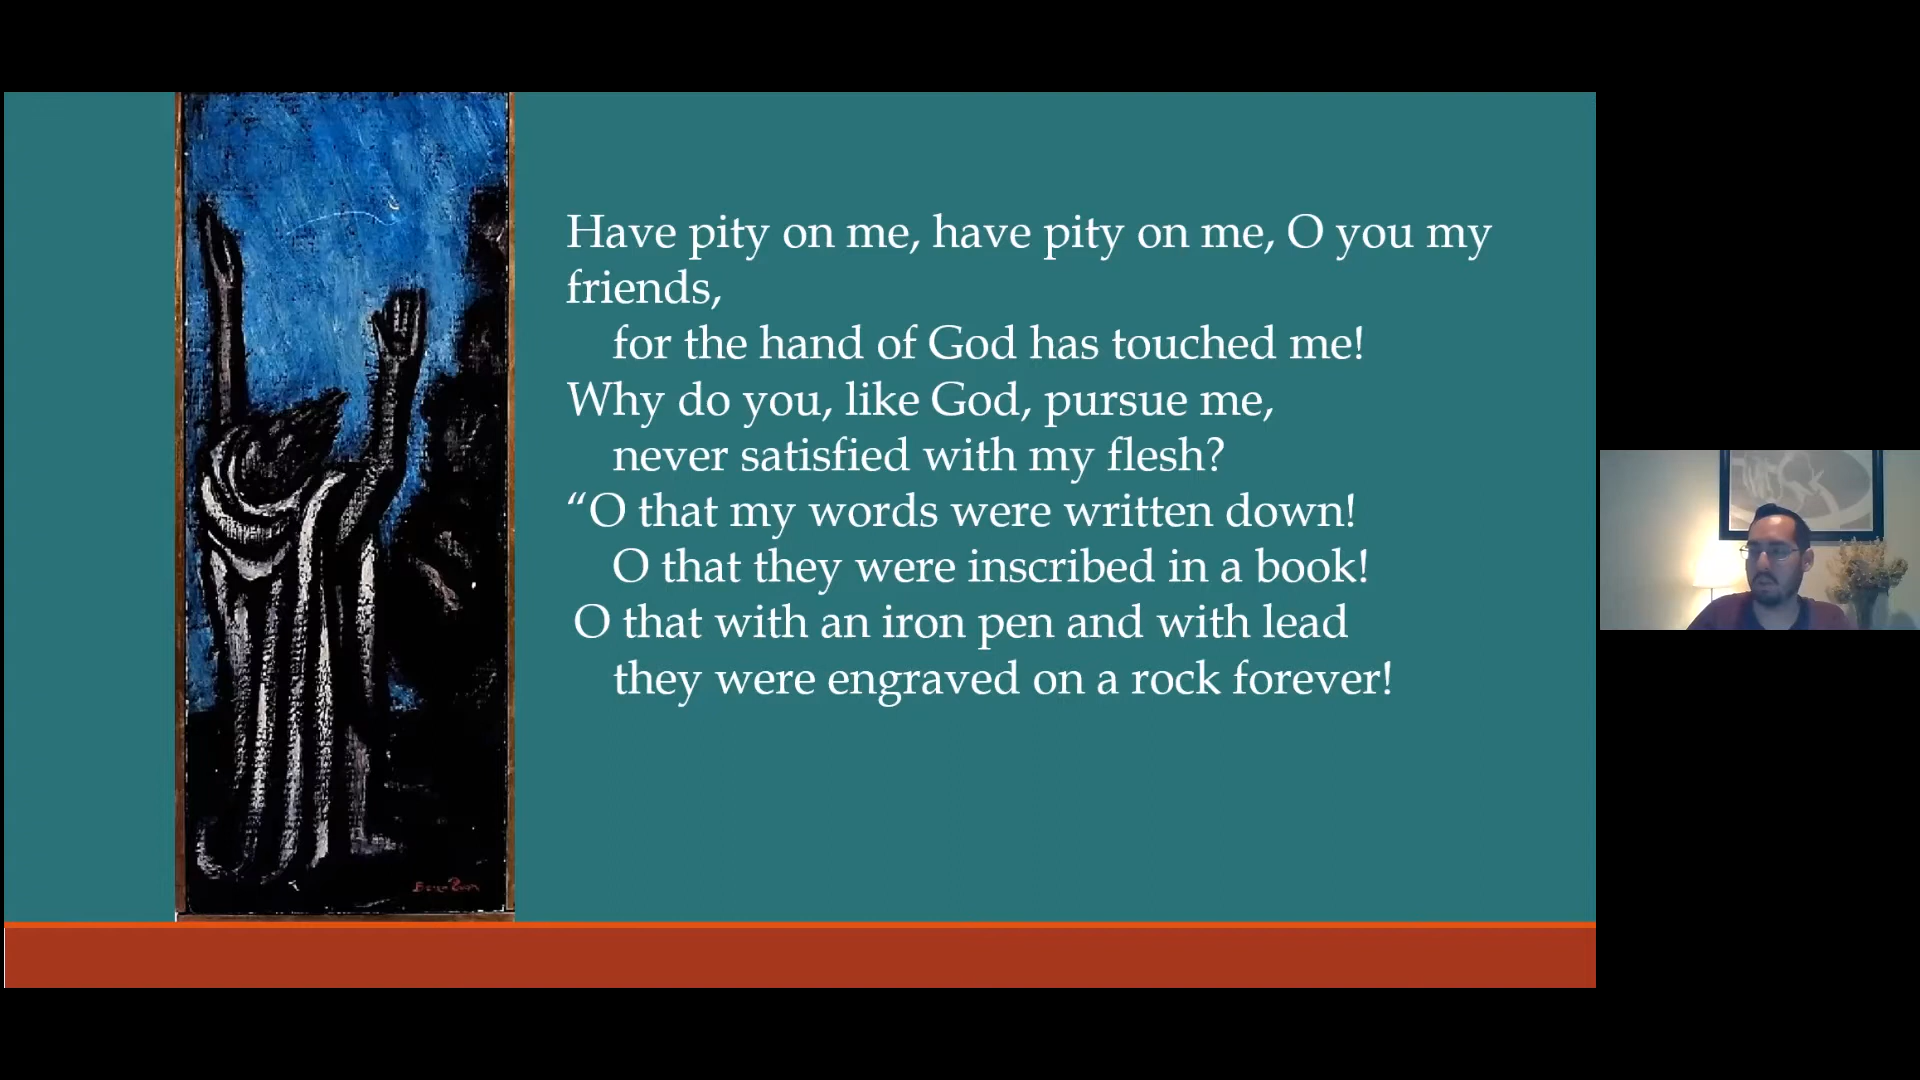 Have pity on me, have pity on me, O you my
friends,
for the hand of God has touched me!
Why do you, like God, pursue me,
never satisfied with my flesh?
“O that my words were written down!
O that they were inscribed in a book!
O that with an iron pen and with lead
they were engraved on a rock forever!